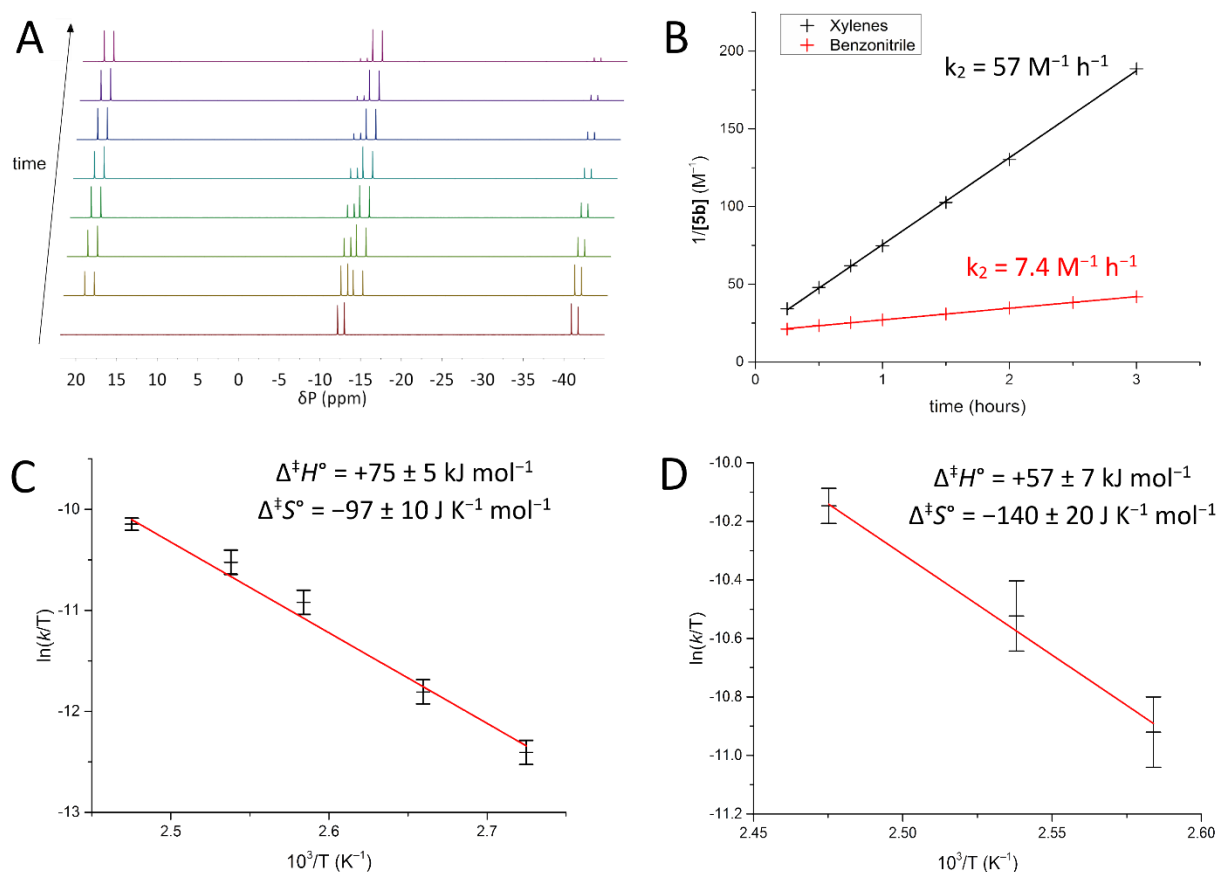 A
time
20 15 10 5 0 -5 -10 -15 -20 -25 -30 -35 -40
δP (ppm)
B
Xylenes
Benzonitrile
k₂ = 57 M⁻¹ h⁻¹
k₂ = 7.4 M⁻¹ h⁻¹
1/[5b] (M⁻¹)
200
150
100
50
0
0 1 2 3
time (hours)
C
Δ‡H° = +75 ± 5 kJ mol⁻¹
Δ‡S° = −97 ± 10 J K⁻¹ mol⁻¹
ln(k/T)
-10
-11
-12
-13
2.5 2.6 2.7
10³/T (K⁻¹)
D
Δ‡H° = +57 ± 7 kJ mol⁻¹
Δ‡S° = −140 ± 20 J K⁻¹ mol⁻¹
ln(k/T)
-10.0
-10.2
-10.4
-10.6
-10.8
-11.0
-11.2
2.45 2.50 2.55 2.60
10³/T (K⁻¹)